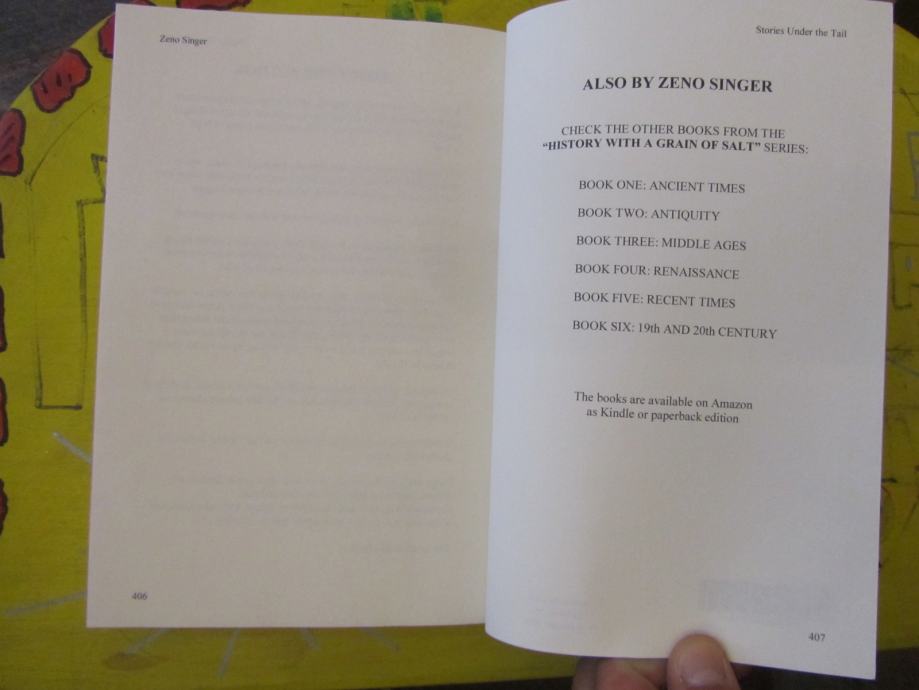 Zeno Singer
406
Stories Under the Tail
ALSO BY ZENO SINGER
CHECK THE OTHER BOOKS FROM THE
“HISTORY WITH A GRAIN OF SALT” SERIES:
BOOK ONE: ANCIENT TIMES
BOOK TWO: ANTIQUITY
BOOK THREE: MIDDLE AGES
BOOK FOUR: RENAISSANCE
BOOK FIVE: RECENT TIMES
BOOK SIX: 19th AND 20th CENTURY
The books are available on Amazon
as Kindle or paperback edition
407